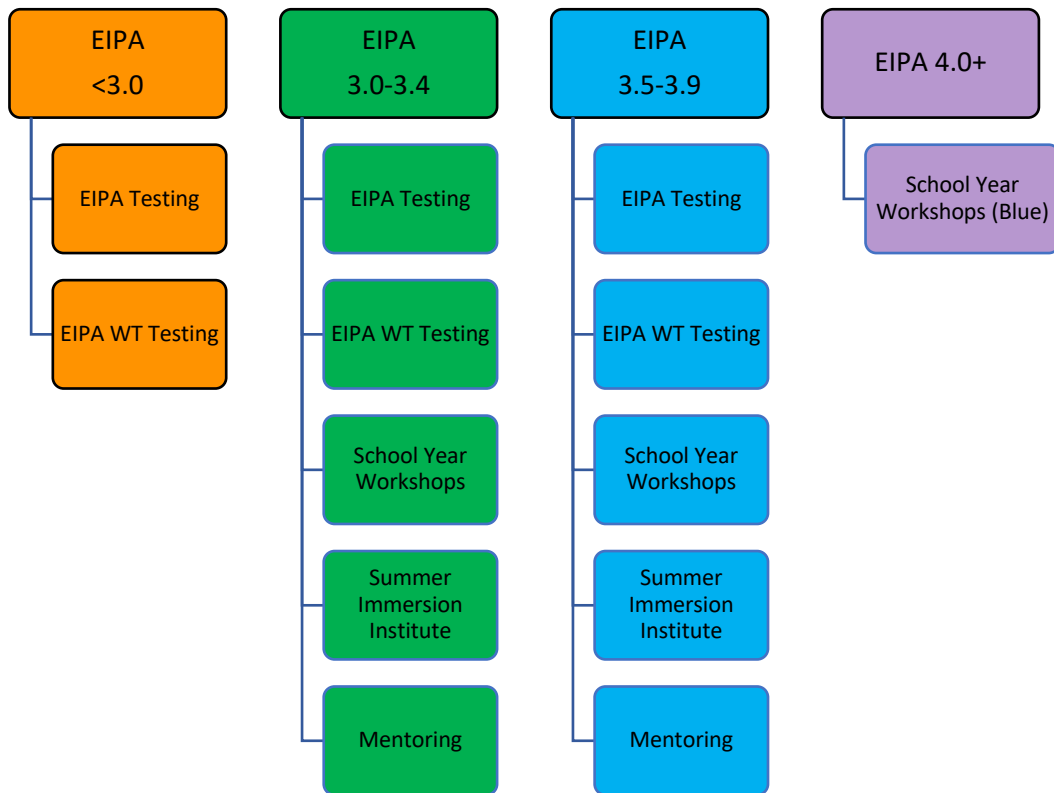 EIPA
<3.0
EIPA Testing
EIPA WT Testing
EIPA
3.0-3.4
EIPA Testing
EIPA WT Testing
School Year
Workshops
Summer
Immersion
Institute
Mentoring
EIPA
3.5-3.9
EIPA Testing
EIPA WT Testing
School Year
Workshops
Summer
Immersion
Institute
Mentoring
EIPA 4.0+
School Year
Workshops (Blue)